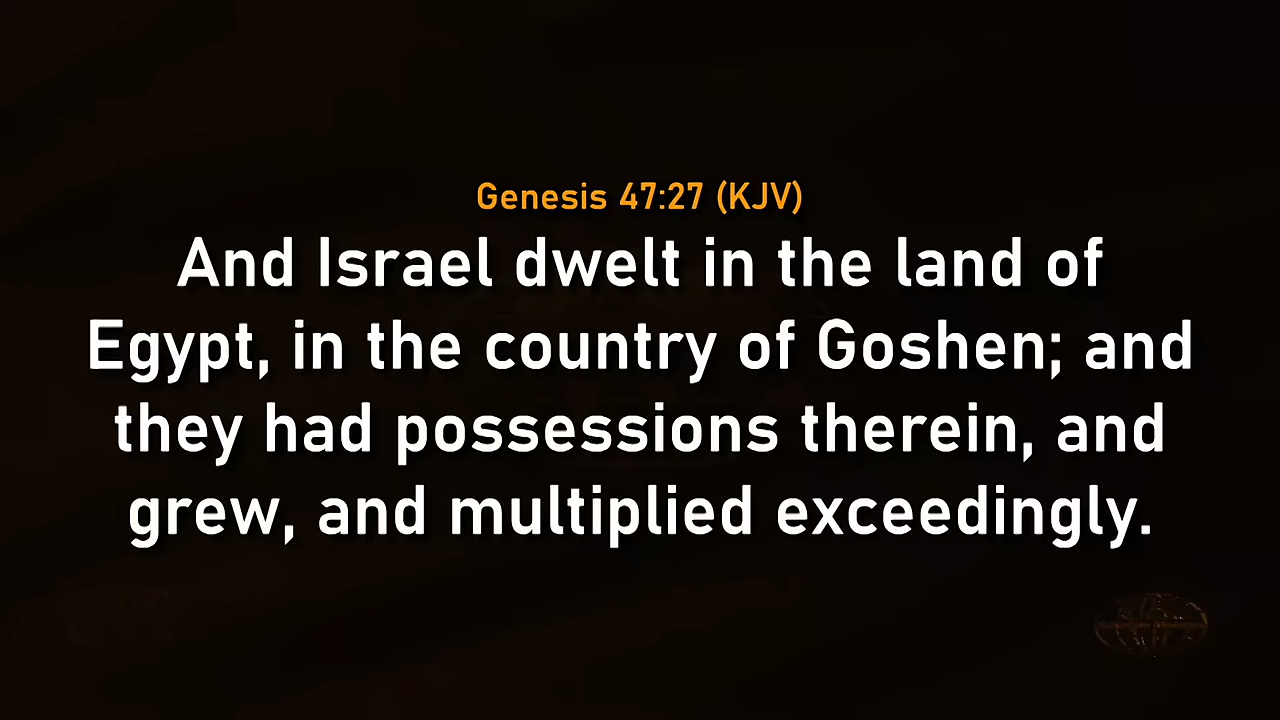 Genesis 47:27 (KJV)
And Israel dwelt in the land of
Egypt, in the country of Goshen; and
they had possessions therein, and
grew, and multiplied exceedingly.